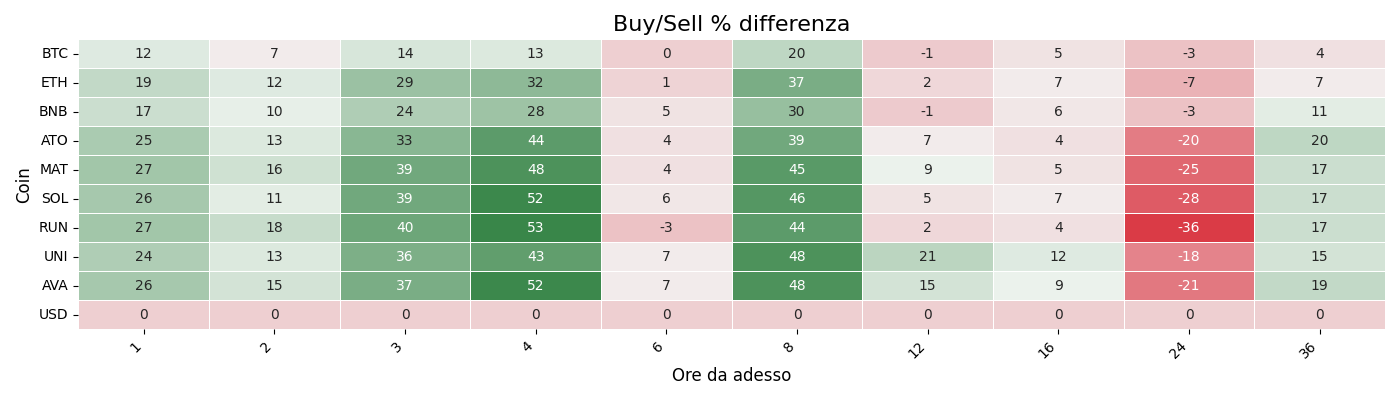 Buy/Sell % differenza
Coin
BTC 12 7 14 13 0 20 -1 5 -3 4
ETH 19 12 29 32 1 37 2 7 -7 7
BNB 17 10 24 28 5 30 -1 6 -3 11
ATO 25 13 33 44 4 39 7 4 -20 20
MAT 27 16 39 48 4 45 9 5 -25 17
SOL 26 11 39 52 6 46 5 7 -28 17
RUN 27 18 40 53 -3 44 2 4 -36 17
UNI 24 13 36 43 7 48 21 12 -18 15
AVA 26 15 37 52 7 48 15 9 -21 19
USD 0 0 0 0 0 0 0 0 0 0
1 2 3 4 6 8 12 16 24 36
Ore da adesso